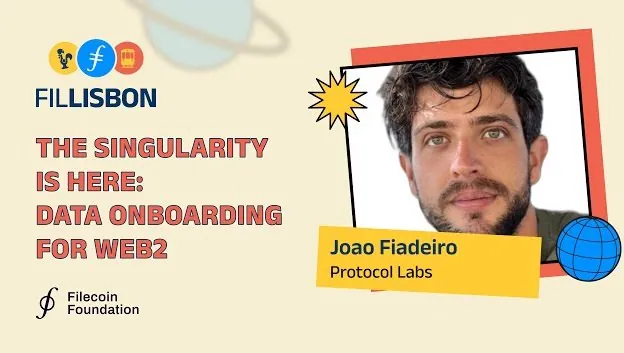 FILLISBON
THE SINGULARITY
IS HERE:
DATA ONBOARDING
FOR WEB2
Filecoin
Foundation
Joao Fiadeiro
Protocol Labs